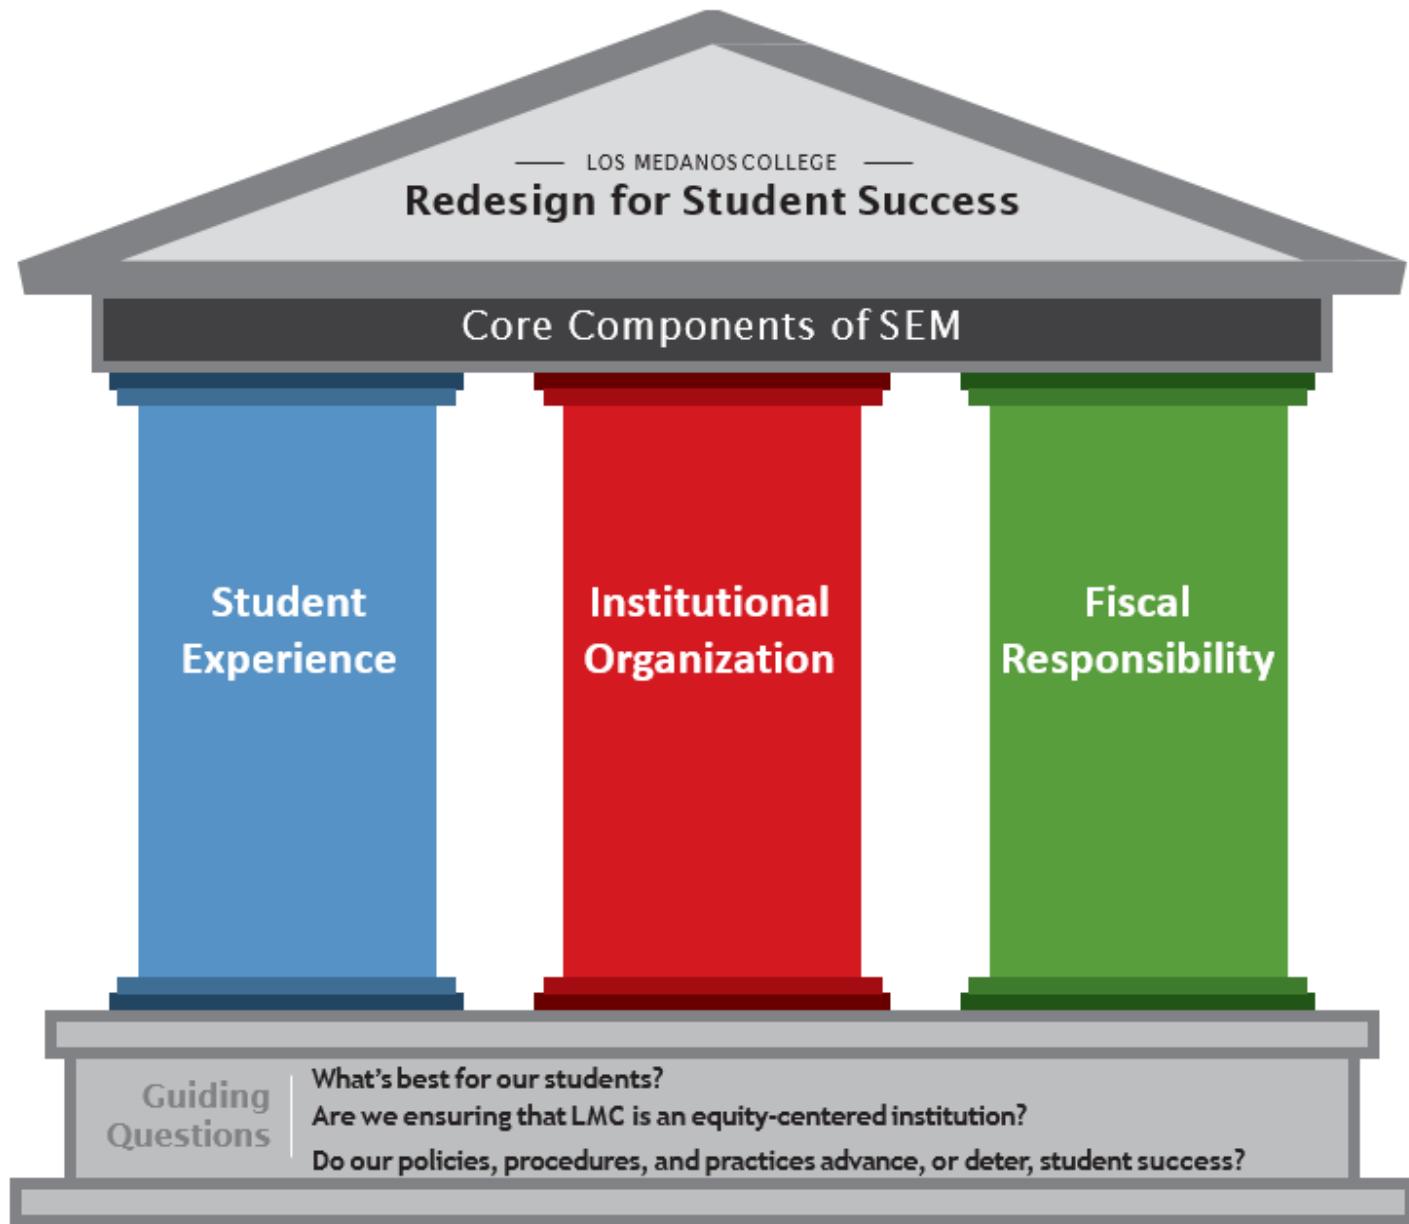 LOS MEDANOS COLLEGE
Redesign for Student Success
Core Components of SEM
Student
Experience
Institutional
Organization
Fiscal
Responsibility
Guiding
Questions
What's best for our students?
Are we ensuring that LMC is an equity-centered institution?
Do our policies, procedures, and practices advance, or deter, student success?